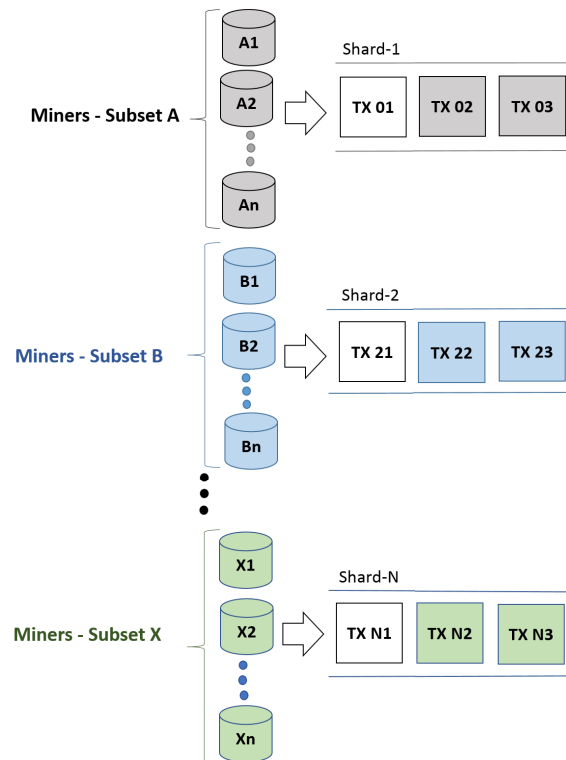 A1
Shard-1
A2
TX 01 TX 02 TX 03
Miners - Subset A
An
B1
Shard-2
B2
TX 21 TX 22 TX 23
Miners - Subset B
Bn
X1
Shard-N
X2
TX N1 TX N2 TX N3
Miners - Subset X
Xn